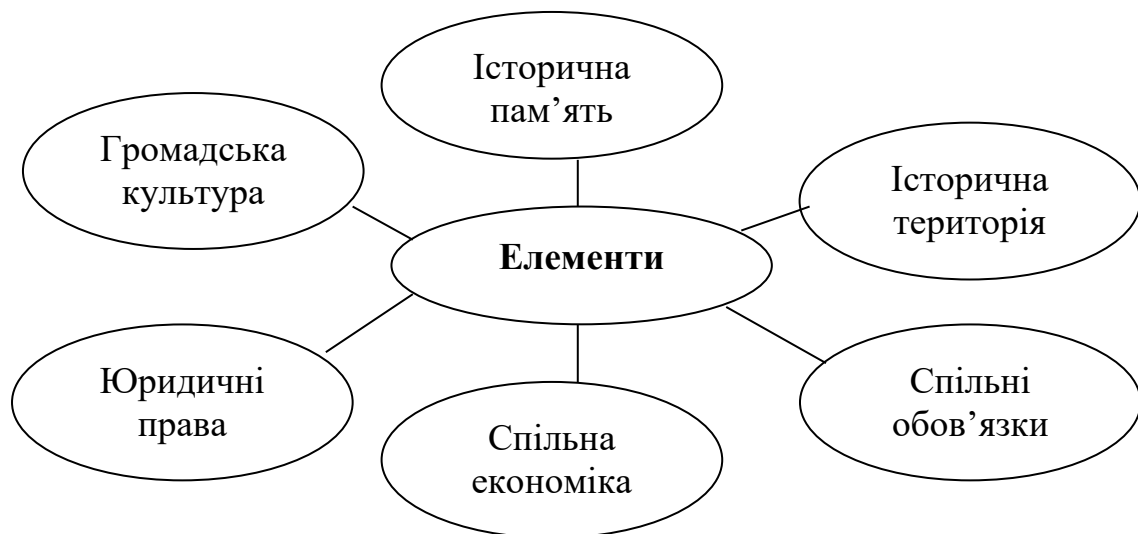 Історична
пам’ять
Громадська
культура
Історична
територія
Елементи
Юридичні
права
Спільна
економіка
Спільні
обов’язки